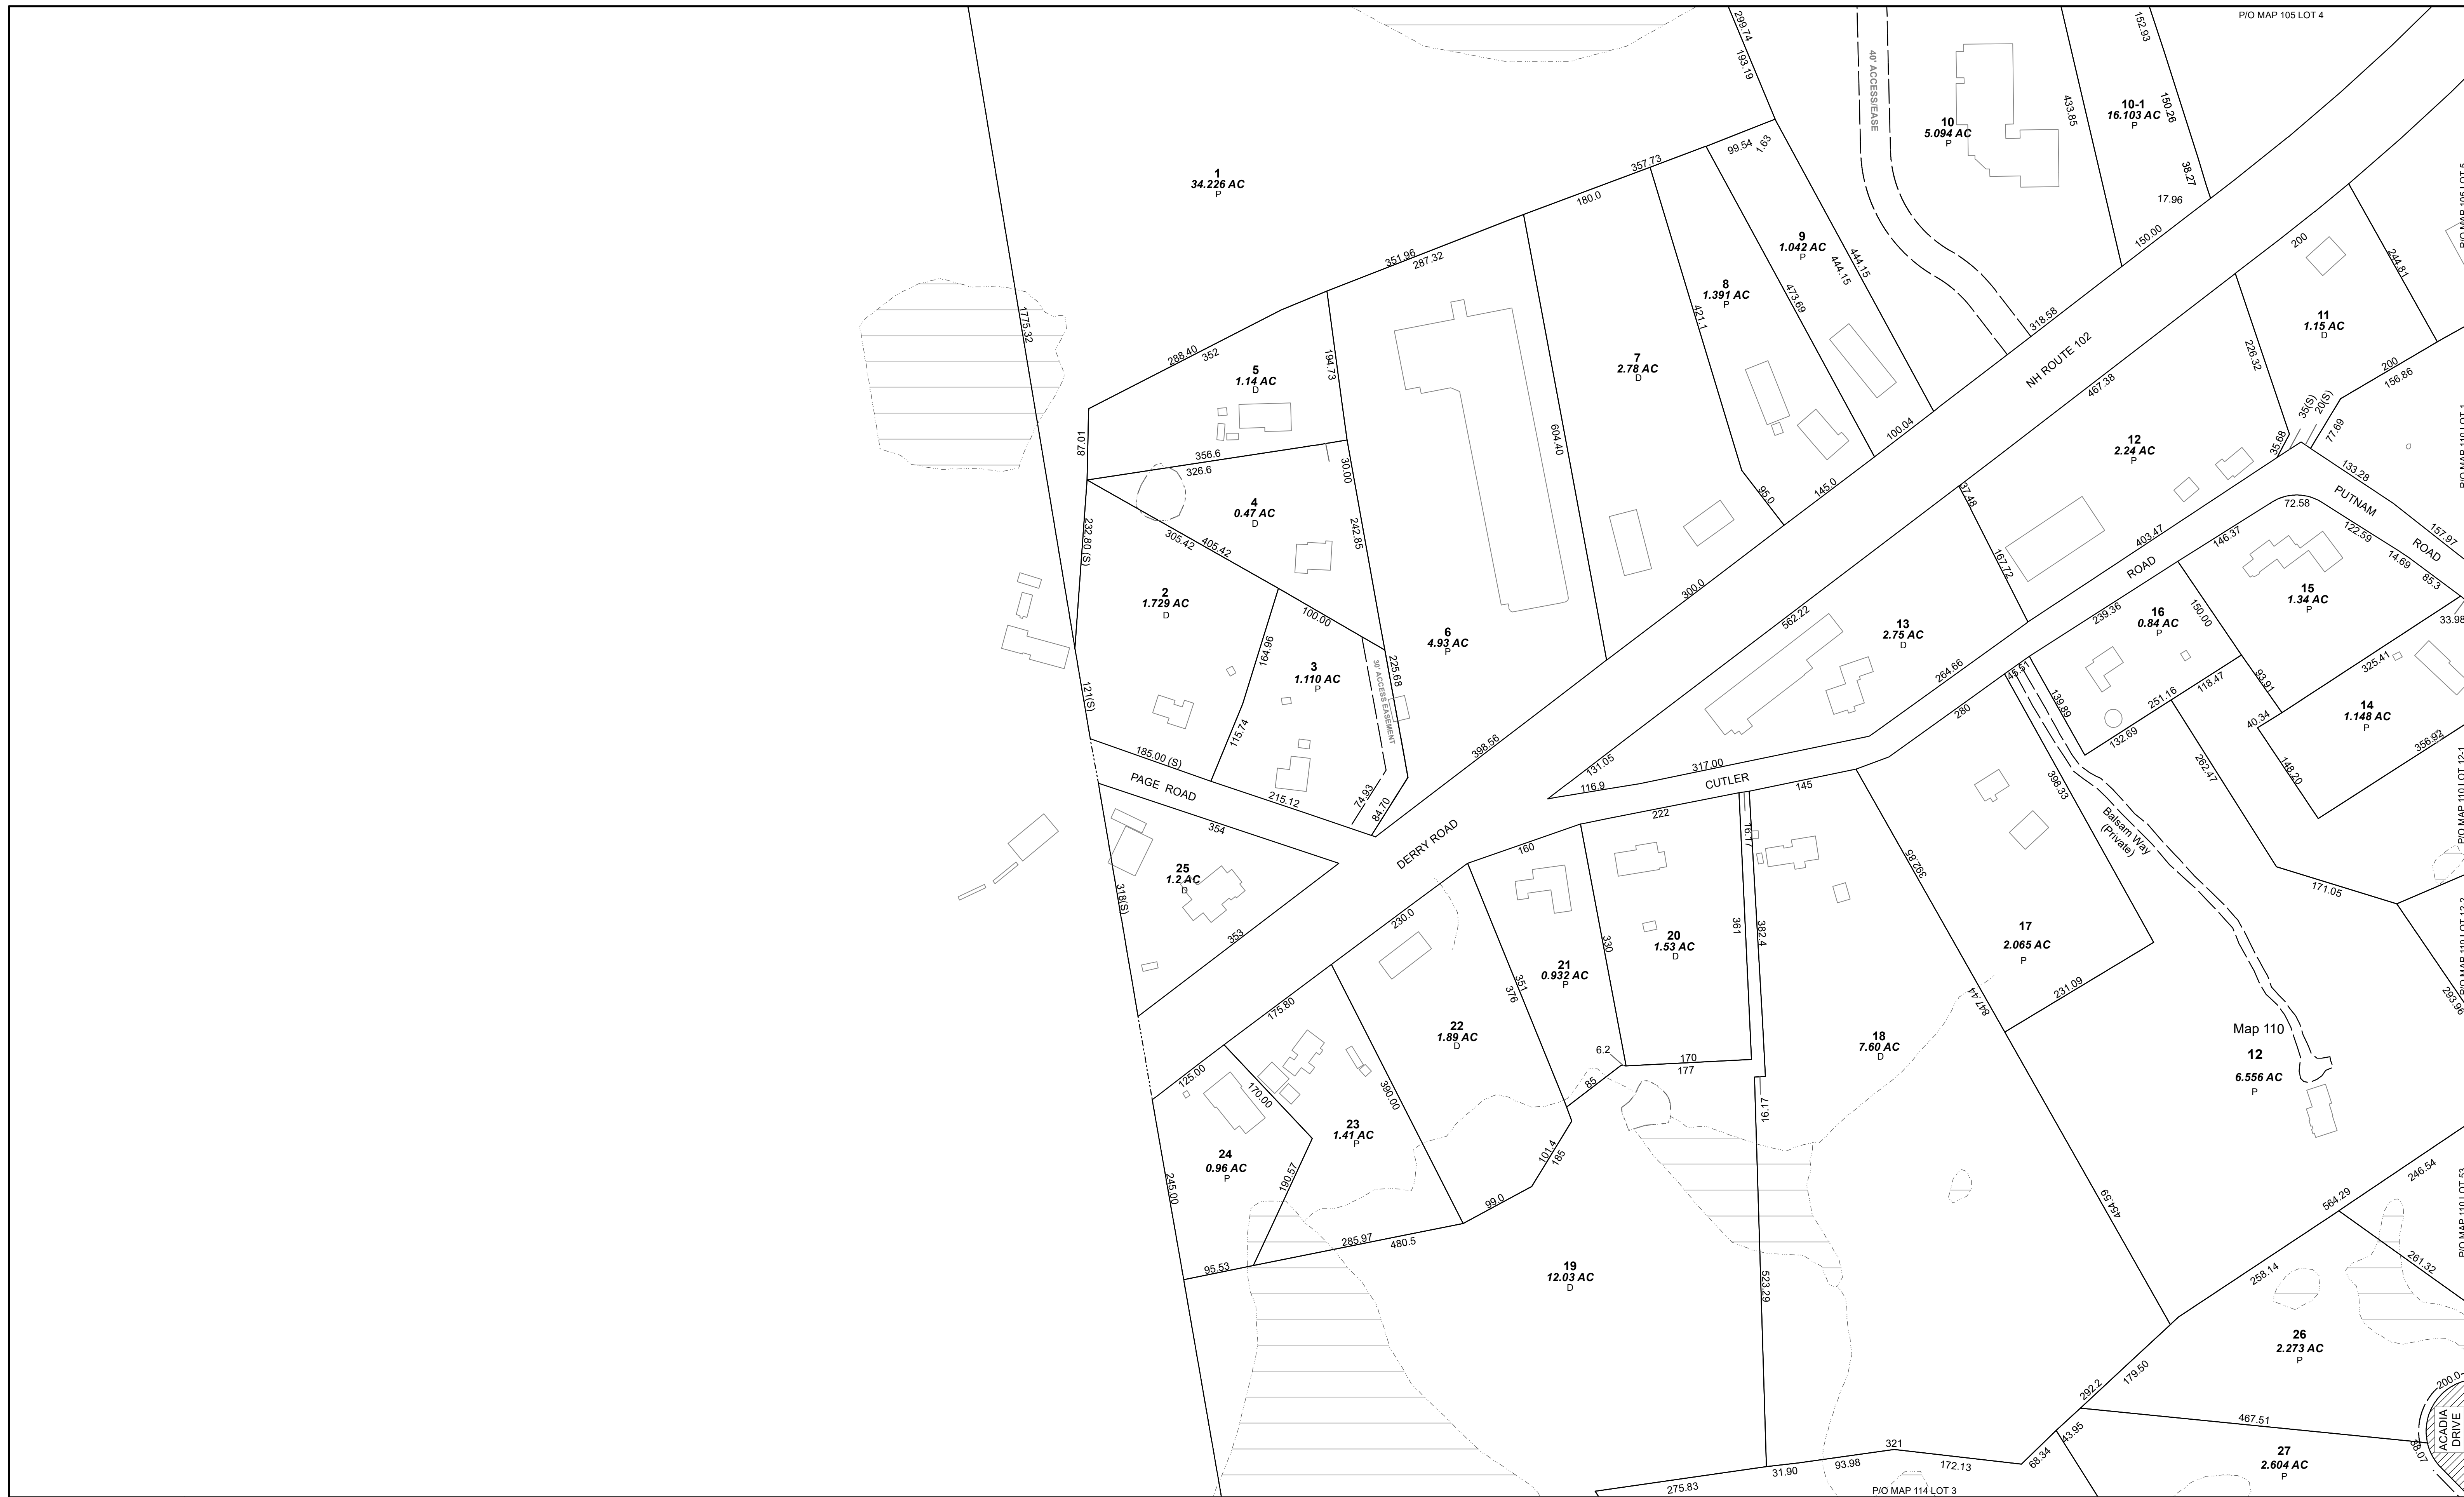 P/O MAP 105 LOT 4
299.74
193.19
152.93
150.26
38.27
17.96
150.00
433.85
40' ACCESS/EASE
10
5.094 AC
P
10-1
16.103 AC
P
1
34.226 AC
P
357.73
99.54
1.63
180.0
351.96
287.32
9
1.042 AC
P
444.15
444.15
8
1.391 AC
P
473.69
421.1
200
244.81
11
1.15 AC
D
226.32
200
156.86
35(S)
20(S)
77.69
35.68
318.58
NH ROUTE 102
467.38
1775.32
288.40
352
5
1.14 AC
D
194.73
7
2.78 AC
D
604.40
100.04
145.0
95.0
107.8
356.6
326.6
30.00
4
0.47 AC
D
242.85
12
2.24 AC
P
37.48
167.72
403.47
133.28
PUTNAM
ROAD
157.97
72.58
122.59
14.69
85.3
33.98
146.37
ROAD
232.80 (S)
305.42
405.42
2
1.729 AC
D
100.00
164.96
115.74
3
1.110 AC
P
30' ACCESS EASEMENT
225.68
6
4.93 AC
P
300.0
562.22
13
2.75 AC
D
264.66
239.36
16
0.84 AC
P
150.00
15
1.34 AC
P
325.41
93.91
40.34
14
1.148 AC
P
148.20
356.92
45.51
139.89
251.16
118.47
132.69
262.47
171.05
121(S)
185.00 (S)
PAGE ROAD
215.12
74.93
84.70
398.56
131.05
317.00
116.9
CUTLER
145
280
354
DERRY ROAD
160
222
16.17
392.85
398.33
Balsam Way
(Private)
25
1.2 AC
D
318(S)
353
230.0
175.80
330
361
382.4
20
1.53 AC
D
21
0.932 AC
P
351
376
17
2.065 AC
P
231.09
847.44
293.96
22
1.89 AC
D
6.2
170
177
85
18
7.60 AC
D
Map 110
12
6.556 AC
P
125.00
170.00
390.00
23
1.41 AC
P
24
0.96 AC
P
190.57
245.00
101.4
185
99.0
16.17
285.97
480.5
95.53
19
12.03 AC
D
523.29
454.59
564.29
246.54
258.14
261.32
26
2.273 AC
P
179.50
292.2
43.95
68.34
467.51
200.0
ACADIA
DRIVE
27
2.604 AC
P
321
31.90
93.98
172.13
275.83
P/O MAP 114 LOT 3
P/O MAP 110 LOT 12-1